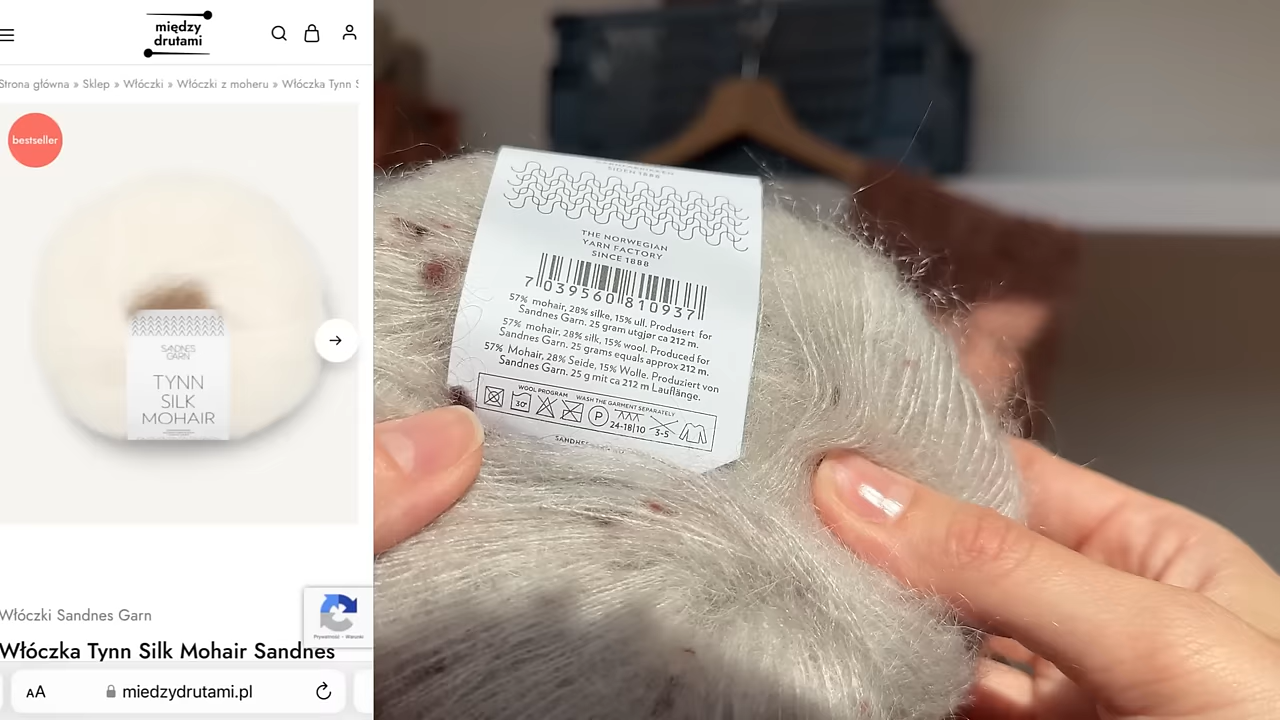 między
drutami
Strona główna » Sklep » Włóczki » Włóczki z moheru » Włóczka Tynn S
bestseller
SANDNES
GARN
TYNN
SILK
MOHAIR
Włóczki Sandnes Garn
Włóczka Tynn Silk Mohair Sandnes
Prywatność - Warunki
AA
miedzydrutami.pl
SIDEN 1888
THE NORWEGIAN
YARN FACTORY
SINCE 1888
7 039560 810937
57% mohair, 28% silke, 15% ull. Produsert for
Sandnes Garn. 25 gram utgjør ca 212 m.
57% mohair, 28% silk, 15% wool. Produced for
Sandnes Garn. 25 grams equals approx 212 m.
57% Mohair, 28% Seide, 15% Wolle. Produziert von
Sandnes Garn. 25 g mit ca 212 m Lauflänge.
WOOL PROGRAM WASH THE GARMENT SEPARATELY
30° P 24-18/10 3-5